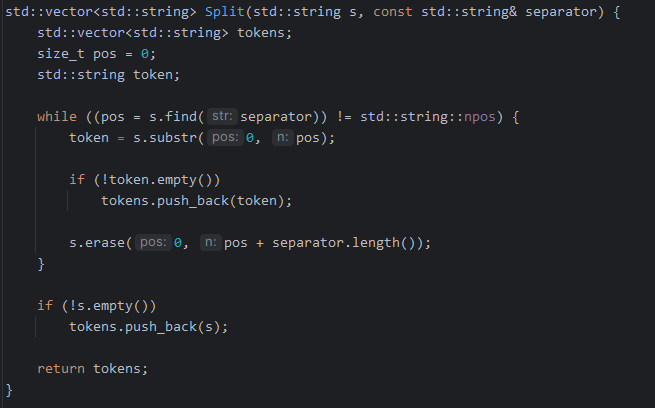 std::vector<std::string> Split(std::string s, const std::string& separator) {
    std::vector<std::string> tokens;
    size_t pos = 0;
    std::string token;

    while ((pos = s.find(str: separator)) != std::string::npos) {
        token = s.substr(pos: 0, n: pos);

        if (!token.empty())
            tokens.push_back(token);

        s.erase(pos: 0, n: pos + separator.length());
    }

    if (!s.empty())
        tokens.push_back(s);

    return tokens;
}